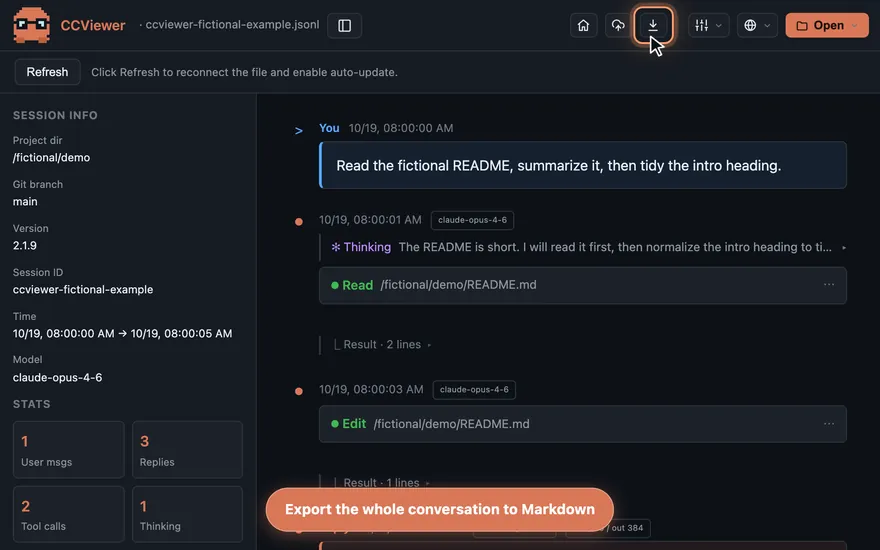 CCViewer
· ccviewer-fictional-example.jsonl
Open
Refresh
Click Refresh to reconnect the file and enable auto-update.
SESSION INFO
Project dir
/fictional/demo
Git branch
main
Version
2.1.9
Session ID
ccviewer-fictional-example
Time
10/19, 08:00:00 AM → 10/19, 08:00:05 AM
Model
claude-opus-4-6
STATS
1
User msgs
3
Replies
2
Tool calls
1
Thinking
> You 10/19, 08:00:00 AM
Read the fictional README, summarize it, then tidy the intro heading.
10/19, 08:00:01 AM claude-opus-4-6
Thinking The README is short. I will read it first, then normalize the intro heading to ti...
Read /fictional/demo/README.md ...
Result · 2 lines
10/19, 08:00:03 AM claude-opus-4-6
Edit /fictional/demo/README.md ...
Result · 1 lines
Export the whole conversation to Markdown
/ out 384